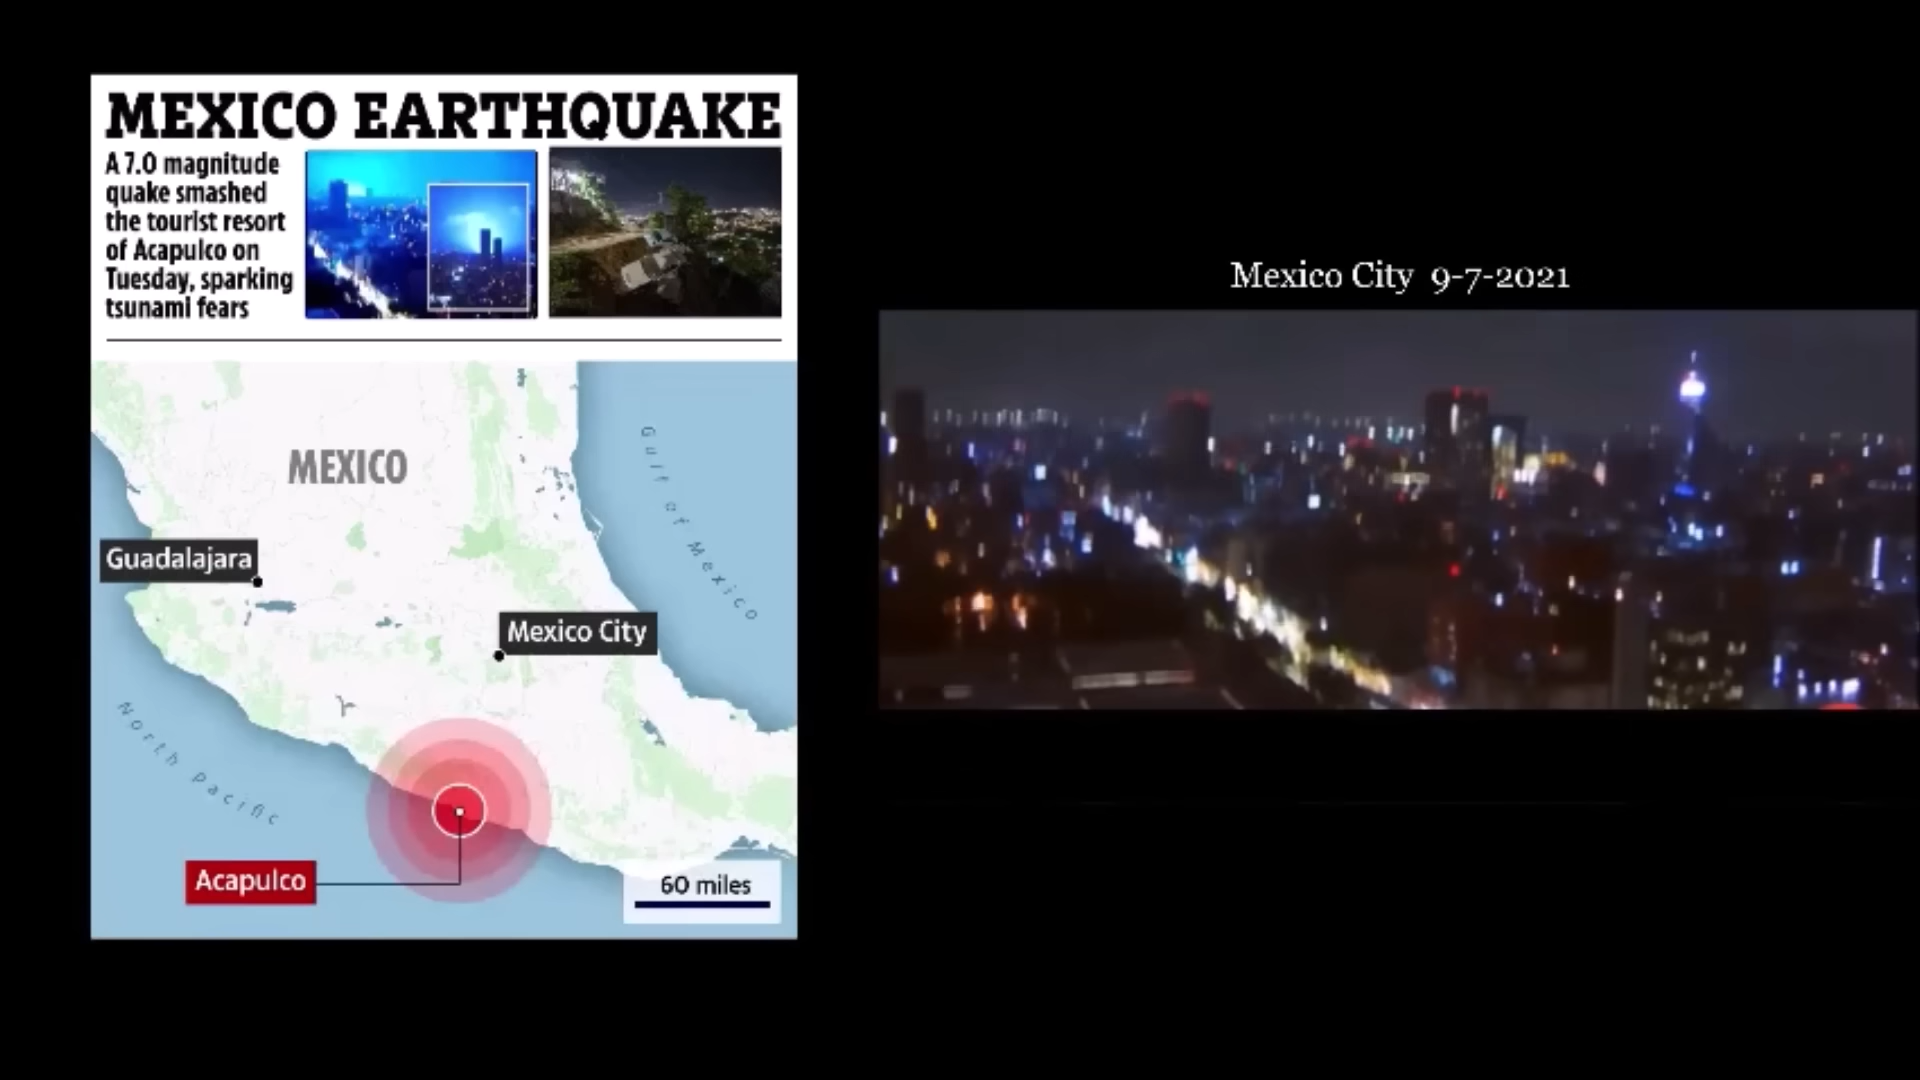 MEXICO EARTHQUAKE
A 7.0 magnitude
quake smashed
the tourist resort
of Acapulco on
Tuesday, sparking
tsunami fears
Mexico City 9-7-2021
MEXICO
Gulf of Mexico
Guadalajara
Mexico City
North Pacific
Acapulco
60 miles